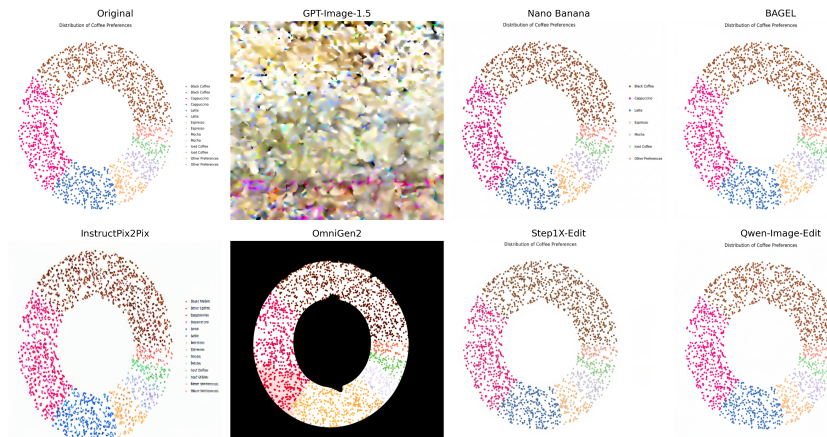 Original
GPT-Image-1.5
Nano Banana
BAGEL
Distribution of Coffee Preferences
Distribution of Coffee Preferences
Distribution of Coffee Preferences
Black Coffee
Black Coffee
Cappuccino
Cappuccino
Latte
Latte
Espresso
Espresso
Mocha
Mocha
Iced Coffee
Iced Coffee
Other Preferences
Other Preferences
Black Coffee
Cappuccino
Latte
Espresso
Mocha
Iced Coffee
Other Preferences
InstructPix2Pix
OmniGen2
Step1X-Edit
Qwen-Image-Edit
Distribution of Coffee Preferences
Distribution of Coffee Preferences